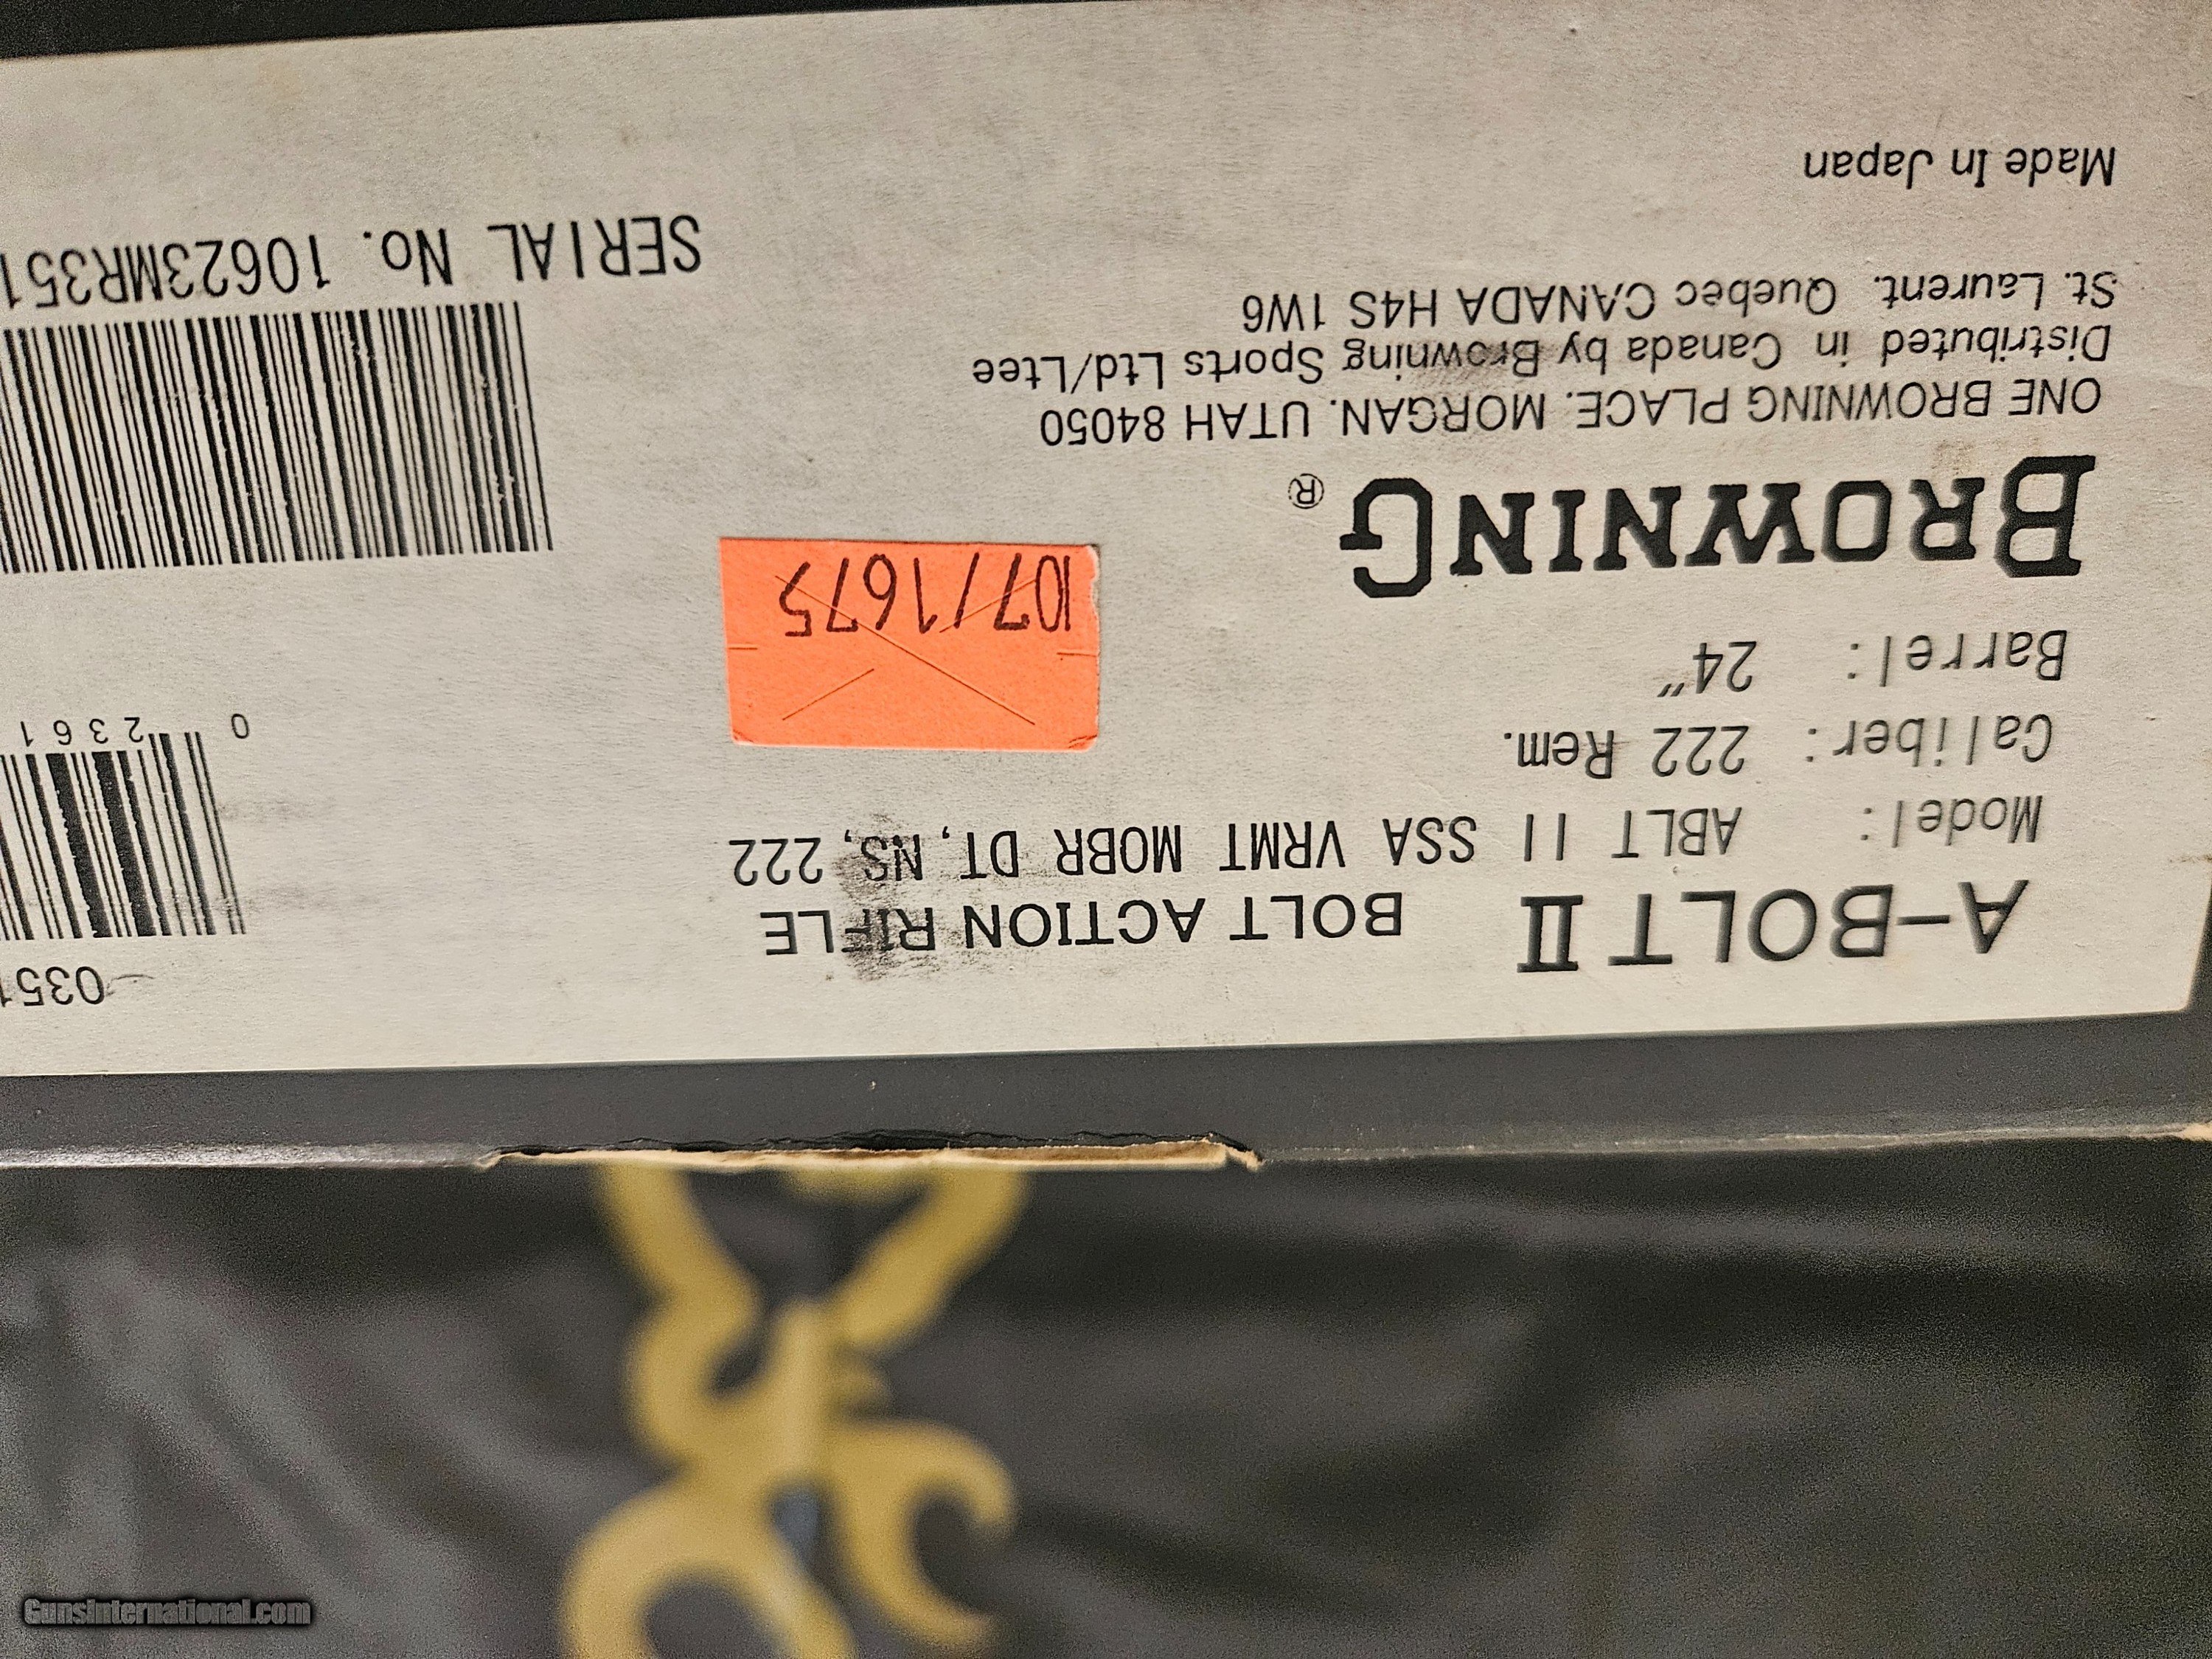 0351
A-BOLT II BOLT ACTION RIFLE
Model: ABLT II SSA VRMT MOBR DT, NS, 222
Caliber: 222 Rem.
Barrel: 24"
0 2361
107/1675
BROWNING®
ONE BROWNING PLACE. MORGAN. UTAH 84050
Distributed in Canada by Browning Sports Ltd/Ltee
St. Laurent. Quebec CANADA H4S 1W6
Made In Japan
SERIAL No. 10623MR351
GunsInternational.com